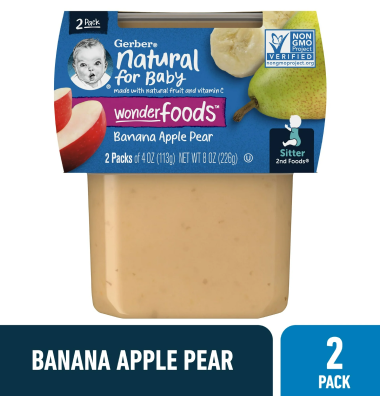 2 Pack
Gerber®
natural
for Baby
made with natural fruit and vitamin C
wonderfoods™
Banana Apple Pear
2 Packs of 4 OZ (113g) NET WT 8 OZ (226g) U
NON
GMO
Project
VERIFIED
nongmoproject.org
Sitter
2nd Foods®
BANANA APPLE PEAR
2
PACK